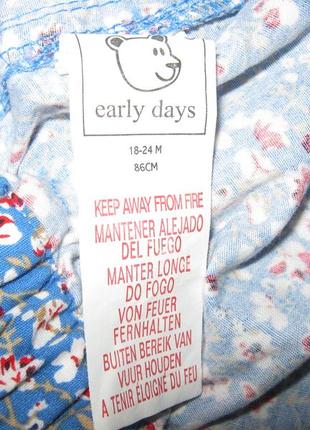 early days
18-24 M
86CM
KEEP AWAY FROM FIRE
MANTENER ALEJADO
DEL FUEGO
MANTER LONGE
DO FOGO
VON FEUER
FERNHALTEN
BUITEN BEREIK VAN
VUUR HOUDEN
A TENIR ÉLOIGNÉ DU FEU